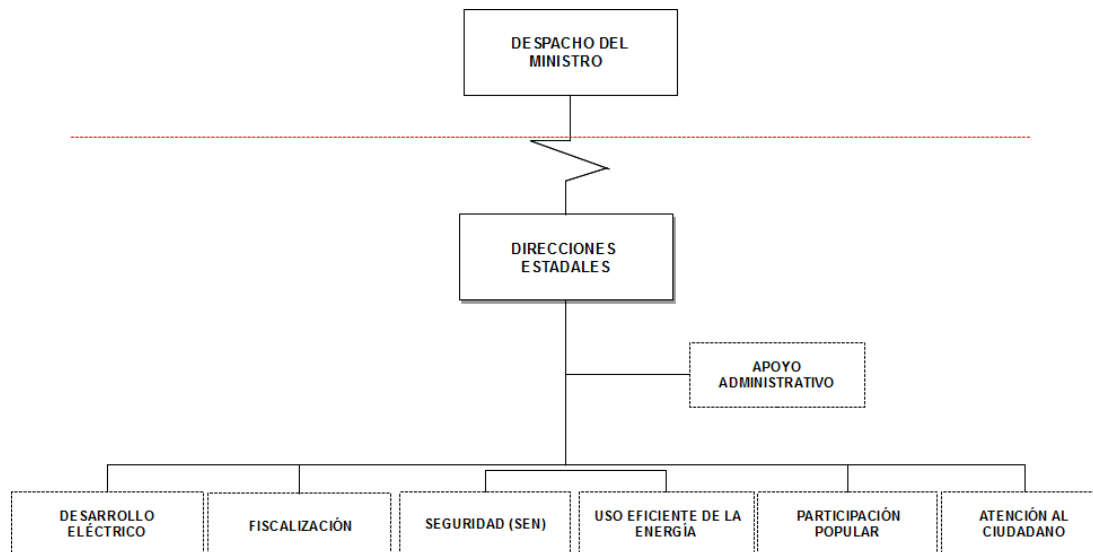 DESPACHO DEL
MINISTRO
DIRECCIONES
ESTADALES
APOYO
ADMINISTRATIVO
DESARROLLO
ELÉCTRICO
FISCALIZACIÓN
SEGURIDAD (SEN)
USO EFICIENTE DE LA
ENERGÍA
PARTICIPACIÓN
POPULAR
ATENCIÓN AL
CIUDADANO